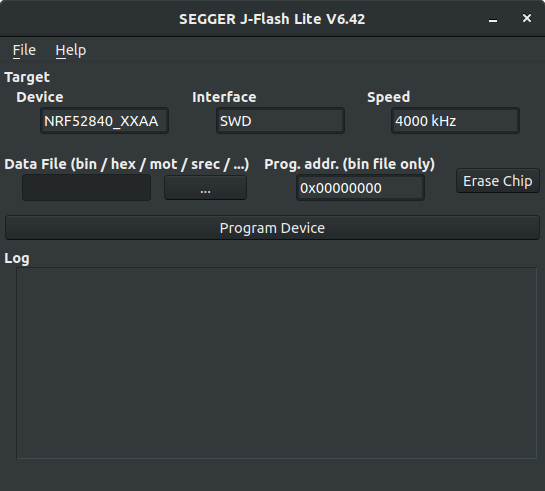 SEGGER J-Flash Lite V6.42
File Help
Target
Device Interface Speed
NRF52840_XXAA SWD 4000 kHz
Data File (bin / hex / mot / srec / ...) Prog. addr. (bin file only)
... 0x00000000 Erase Chip
Program Device
Log